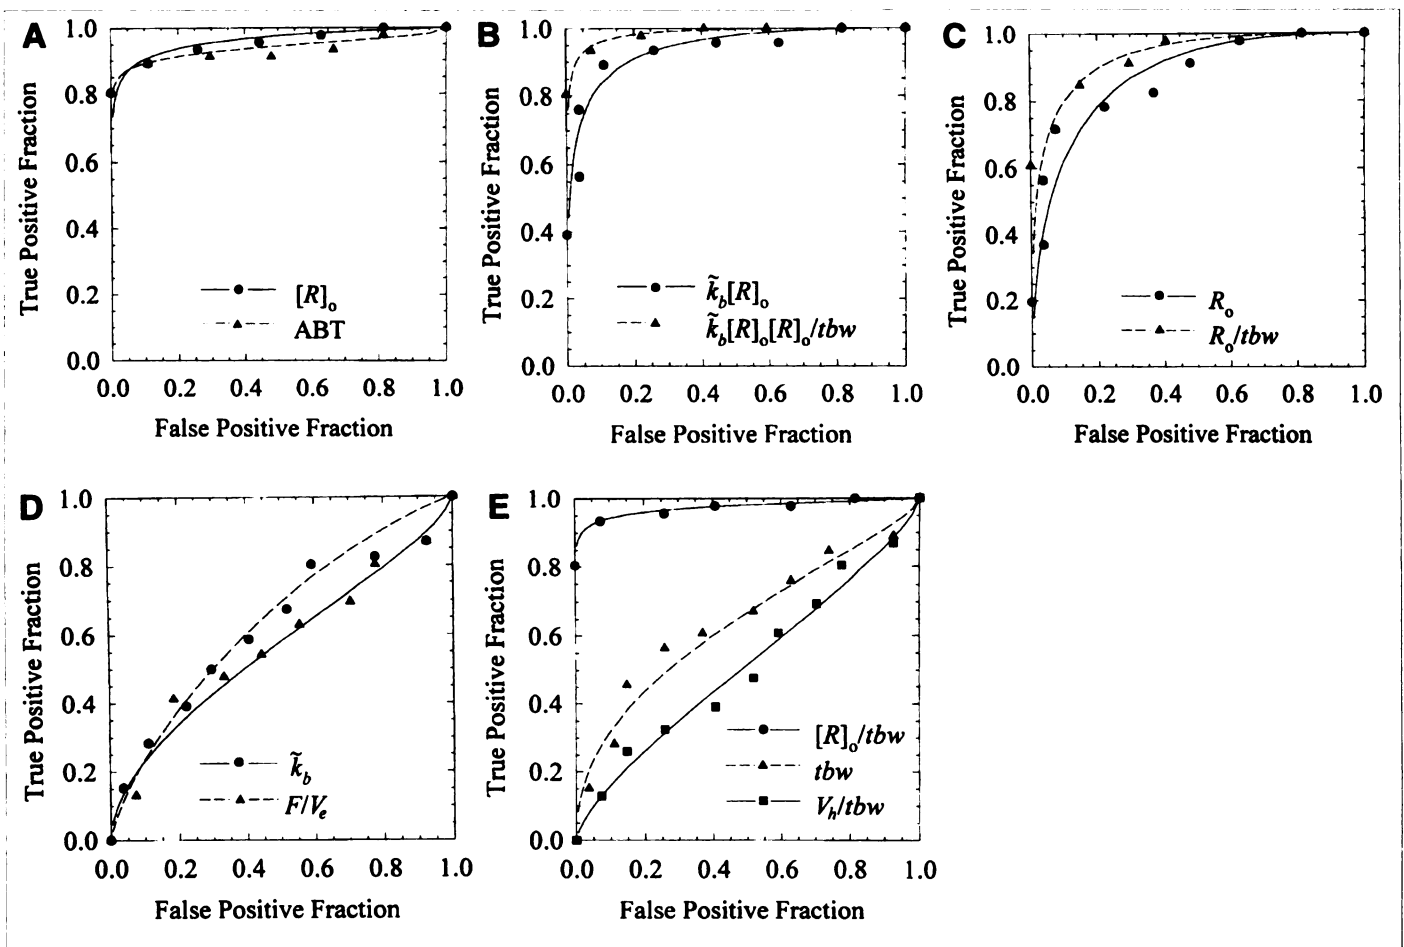 A
True Positive Fraction
1.0
0.8
0.6
0.4
0.2
0.0
[R]ₒ
ABT
0.0 0.2 0.4 0.6 0.8 1.0
False Positive Fraction
B
True Positive Fraction
1.0
0.8
0.6
0.4
0.2
0.0
k̃_b[R]ₒ
k̃_b[R]ₒ[R]ₒ/tbw
0.0 0.2 0.4 0.6 0.8 1.0
False Positive Fraction
C
True Positive Fraction
1.0
0.8
0.6
0.4
0.2
0.0
Rₒ
Rₒ/tbw
0.0 0.2 0.4 0.6 0.8 1.0
False Positive Fraction
D
True Positive Fraction
1.0
0.8
0.6
0.4
0.2
0.0
k̃_b
F/Vₑ
0.0 0.2 0.4 0.6 0.8 1.0
False Positive Fraction
E
True Positive Fraction
1.0
0.8
0.6
0.4
0.2
0.0
[R]ₒ/tbw
tbw
Vₕ/tbw
0.0 0.2 0.4 0.6 0.8 1.0
False Positive Fraction